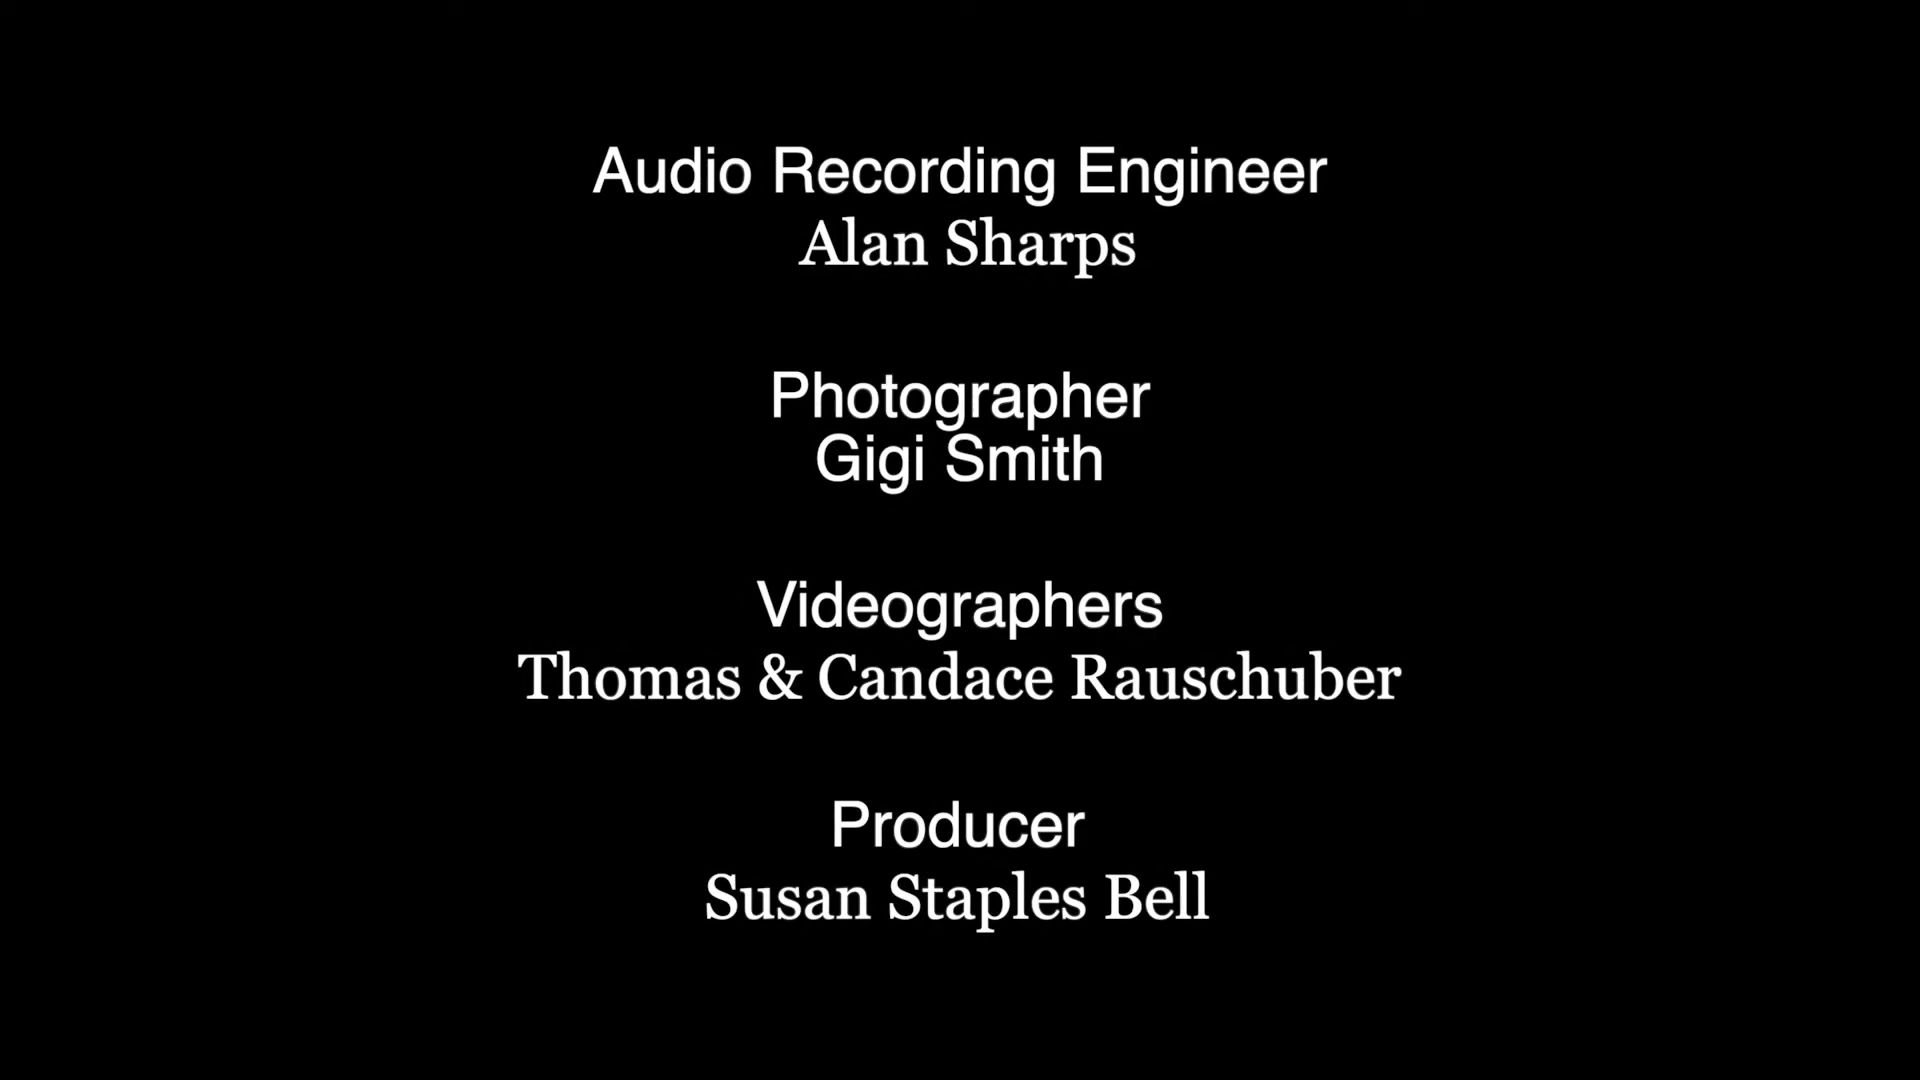 Audio Recording Engineer
Alan Sharps
Photographer
Gigi Smith
Videographers
Thomas & Candace Rauschuber
Producer
Susan Staples Bell